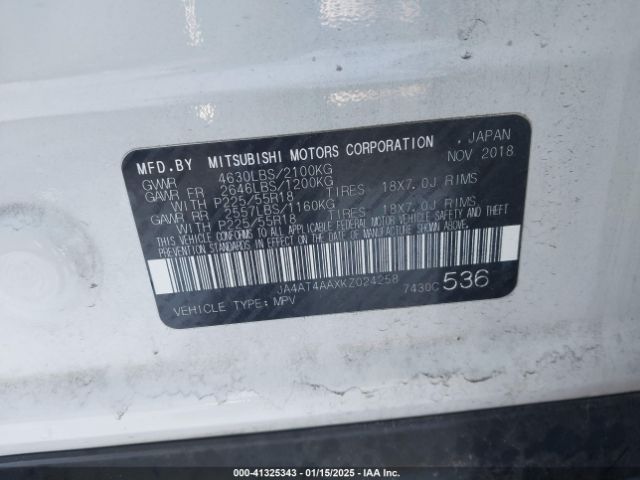 MFD.BY MITSUBISHI MOTORS CORPORATION , JAPAN
GVWR 4630LBS/2100KG NOV 2018
GAWR FR 2646LBS/1200KG
WITH P225/55R18 TIRES 18X7.0J RIMS
GAWR RR 2557LBS/1160KG
WITH P225/55R18 TIRES 18X7.0J RIMS
THIS VEHICLE CONFORMS TO ALL APPLICABLE FEDERAL MOTOR VEHICLE SAFETY AND THEFT
PREVENTION STANDARDS IN EFFECT ON THE DATE OF MANUFACTURE SHOWN ABOVE.
JA4AT4AAXKZ024258 7430C 536
VEHICLE TYPE: MPV
000-41325343 - 01/15/2025 - IAA Inc.